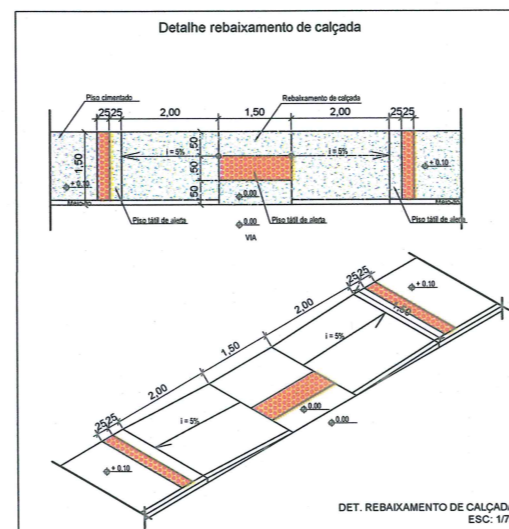 Detalhe rebaixamento de calçada
Piso cimentado
Rebaixamento de calçada
25 25
2,00
1,50
2,00
25 25
1,50
i = 5%
,50
,50
,50
i = 5%
+ 0.10
+ 0.10
0.00
Piso tátil de alerta
0.00
Piso tátil de alerta
Piso tátil de alerta
VIA
25 25
+ 0.10
2,00
1,50
i = 5%
2,00
i = 5%
25 25
0.00
0.00
+ 0.10
DET. REBAIXAMENTO DE CALÇADA
ESC: 1/7